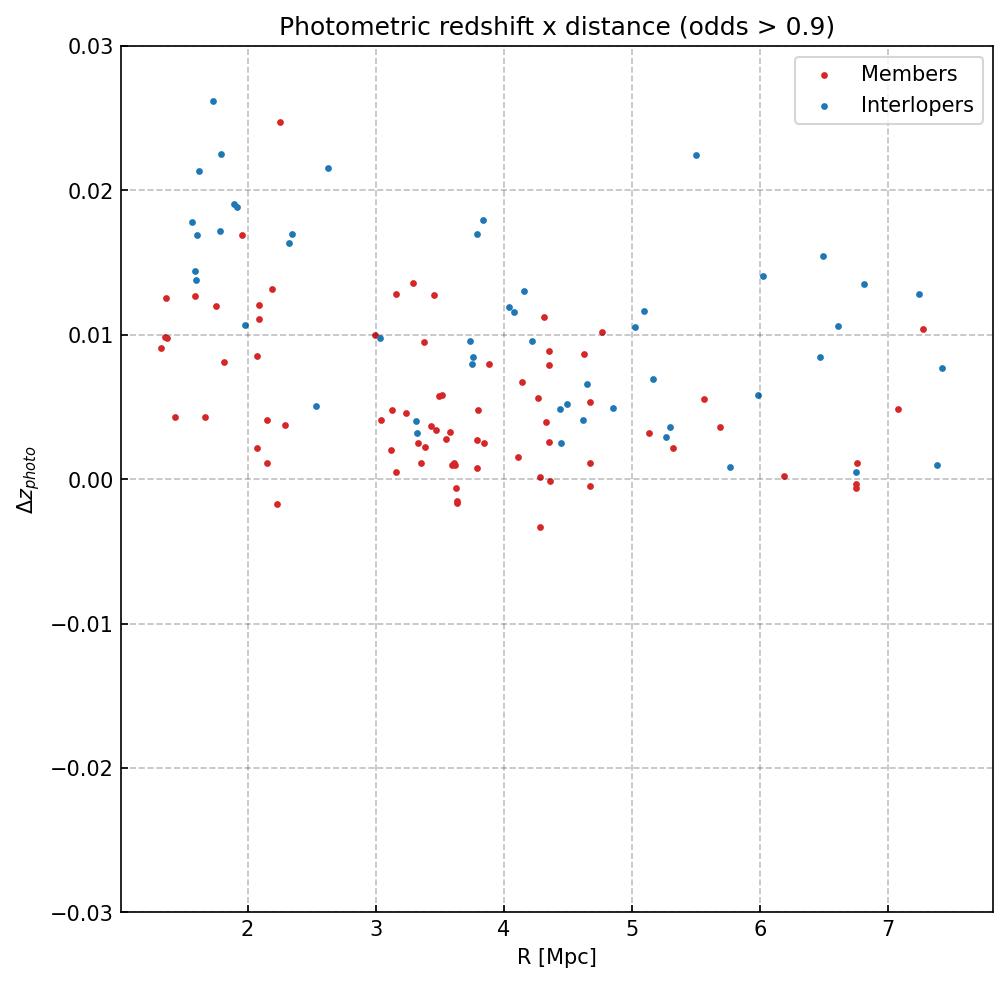 Photometric redshift x distance (odds > 0.9)
Members
Interlopers
0.03
0.02
0.01
0.00
−0.01
−0.02
−0.03
Δz_photo
2 3 4 5 6 7
R [Mpc]